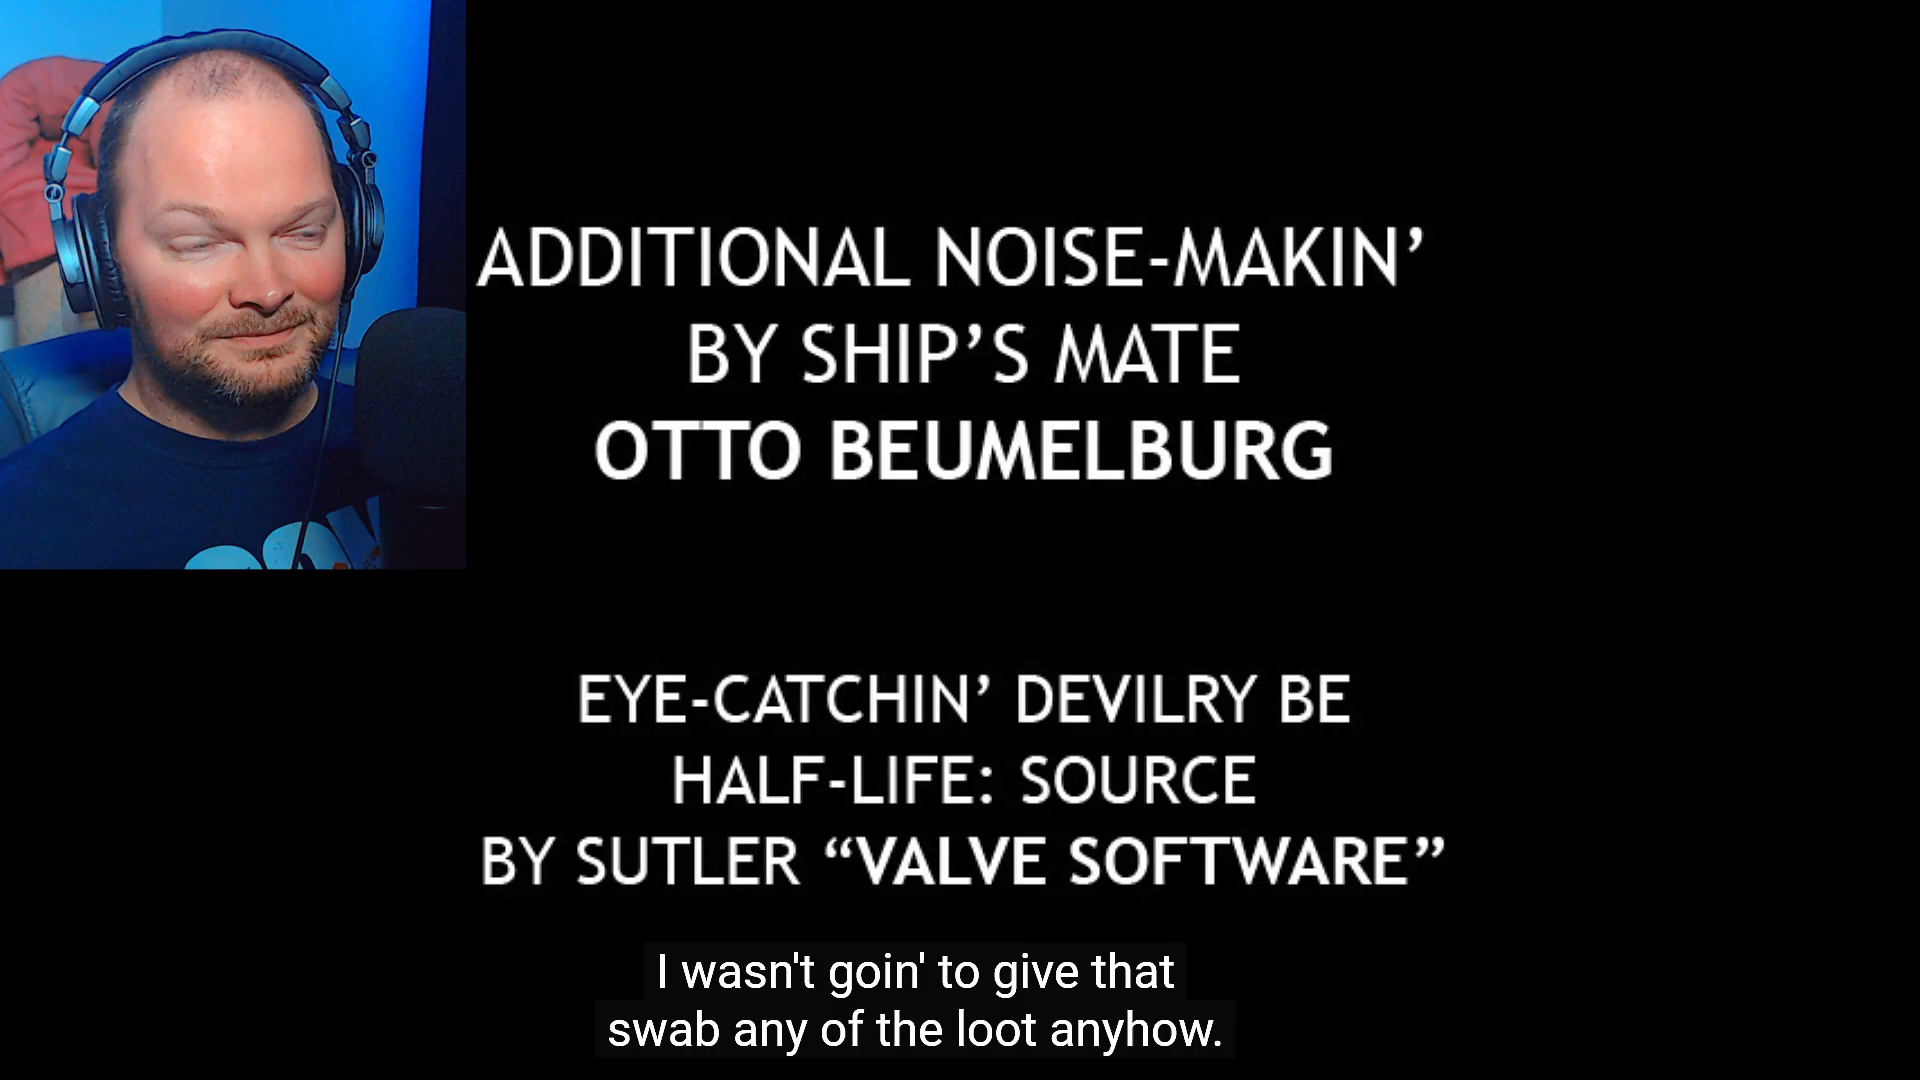 ADDITIONAL NOISE-MAKIN’
BY SHIP’S MATE
OTTO BEUMELBURG
EYE-CATCHIN’ DEVILRY BE
HALF-LIFE: SOURCE
BY SUTLER “VALVE SOFTWARE”
I wasn't goin' to give that
swab any of the loot anyhow.